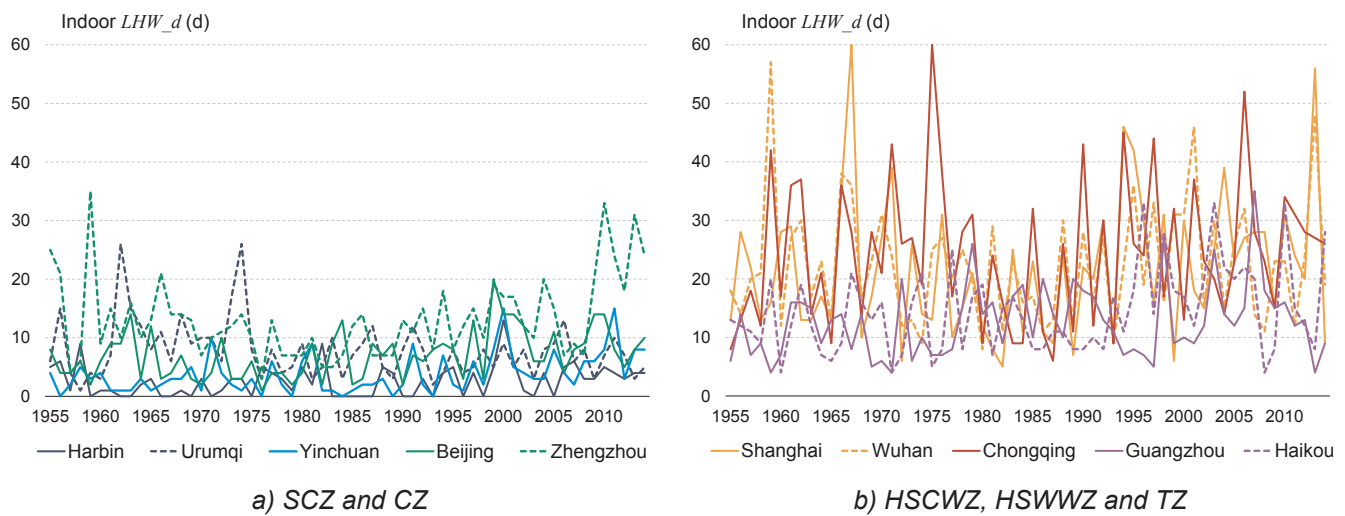 Indoor LHW_d (d)
60
50
40
30
20
10
0
1955 1960 1965 1970 1975 1980 1985 1990 1995 2000 2005 2010
Harbin Urumqi Yinchuan Beijing Zhengzhou
a) SCZ and CZ
Indoor LHW_d (d)
60
50
40
30
20
10
0
1955 1960 1965 1970 1975 1980 1985 1990 1995 2000 2005 2010
Shanghai Wuhan Chongqing Guangzhou Haikou
b) HSCWZ, HSWWZ and TZ